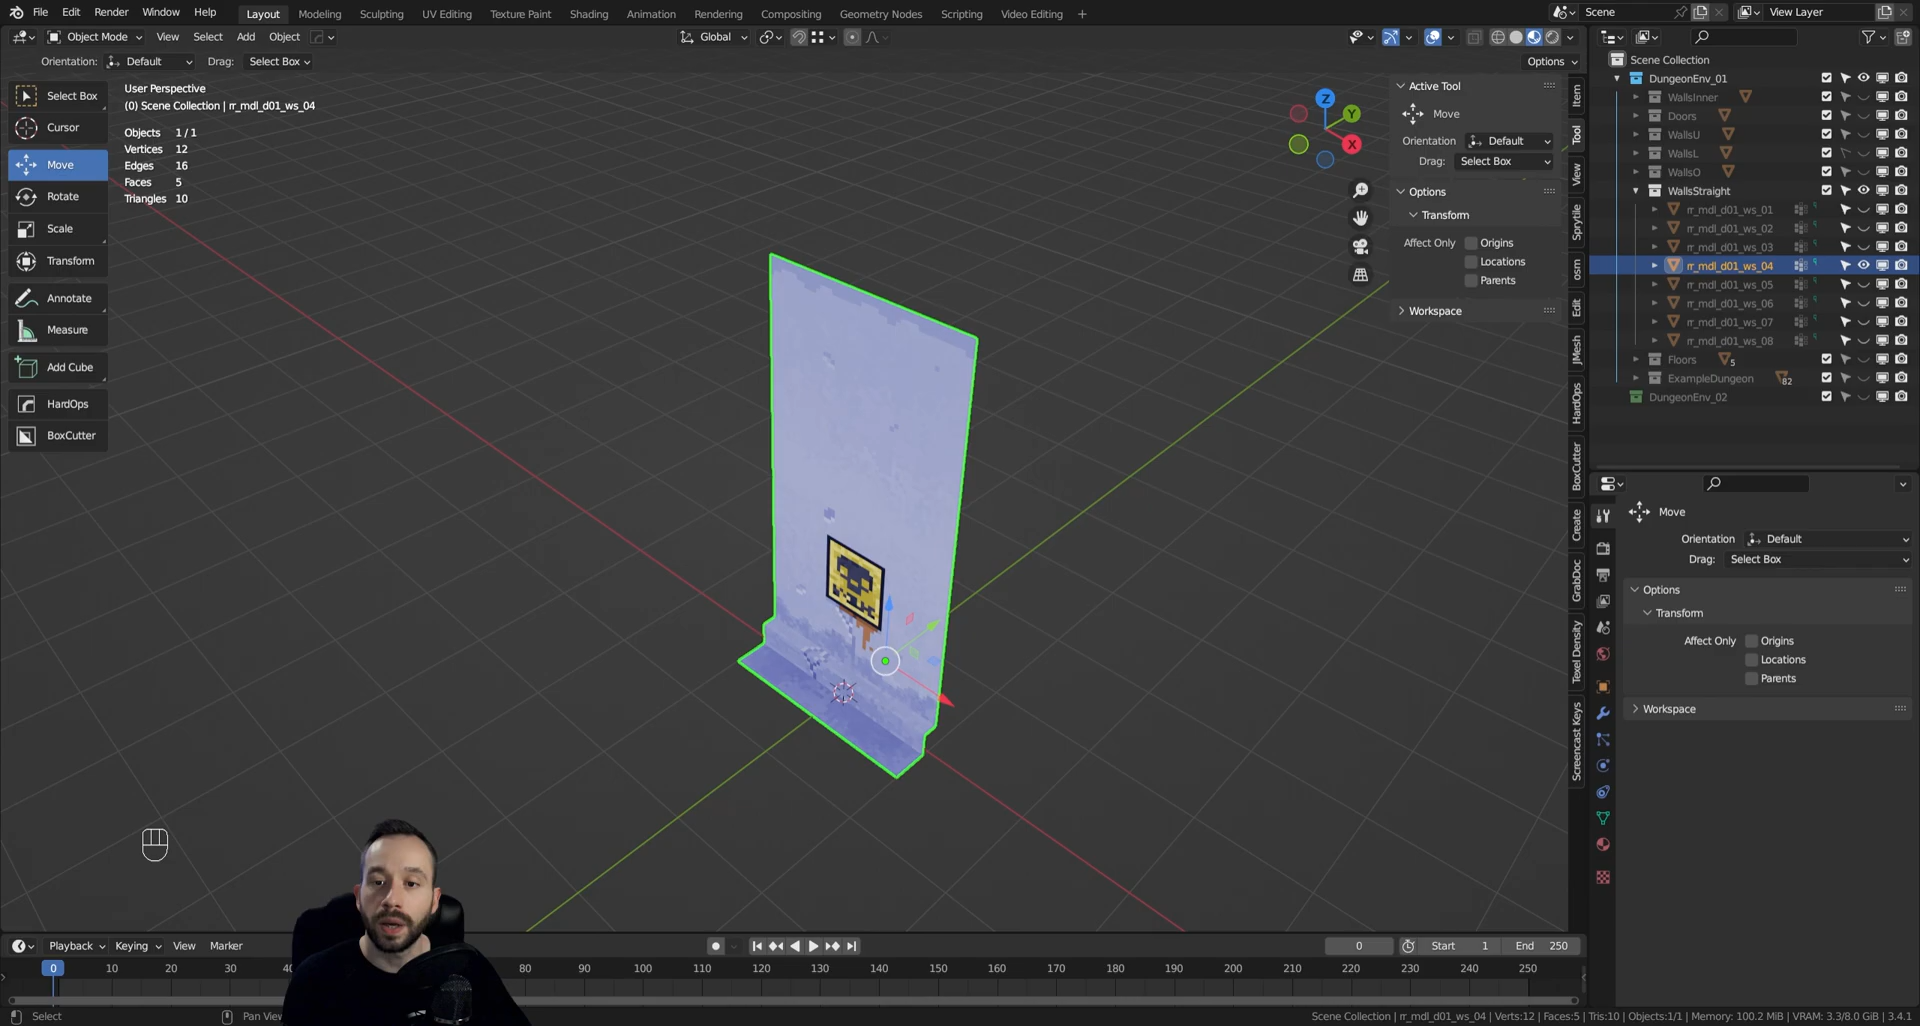 File Edit Render Window Help Layout Modeling Sculpting UV Editing Texture Paint Shading Animation Rendering Compositing Geometry Nodes Scripting Video Editing + Scene View Layer
Object Mode View Select Add Object Global
Orientation: Default Drag: Select Box Options
Select Box
Cursor
Move
Rotate
Scale
Transform
Annotate
Measure
Add Cube
HardOps
BoxCutter
User Perspective
(0) Scene Collection | rr_mdl_d01_ws_04
Objects 1/1
Vertices 12
Edges 16
Faces 5
Triangles 10
Z
Y
X
Active Tool
Move
Orientation Default
Drag: Select Box
Options
Transform
Affect Only Origins
Locations
Parents
Workspace
Item
Tool
View
Sprytile
osm
Edit
JMesh
HardOps
BoxCutter
Create
GrabDoc
Texel Density
Screencast Keys
Scene Collection
DungeonEnv_01
WallsInner
Doors
WallsU
WallsL
WallsO
WallsStraight
rr_mdl_d01_ws_01
rr_mdl_d01_ws_02
rr_mdl_d01_ws_03
rr_mdl_d01_ws_04
rr_mdl_d01_ws_05
rr_mdl_d01_ws_06
rr_mdl_d01_ws_07
rr_mdl_d01_ws_08
Floors 5
ExampleDungeon 82
DungeonEnv_02
Move
Orientation Default
Drag: Select Box
Options
Transform
Affect Only Origins
Locations
Parents
Workspace
Playback Keying View Marker 0 Start 1 End 250
0 10 20 30 80 90 100 110 120 130 140 150 160 170 180 190 200 210 220 230 240 250
Select Pan View Scene Collection | rr_mdl_d01_ws_04 | Verts:12 | Faces:5 | Tris:10 | Objects:1/1 | Memory: 100.2 MiB | VRAM: 3.3/8.0 GiB | 3.4.1